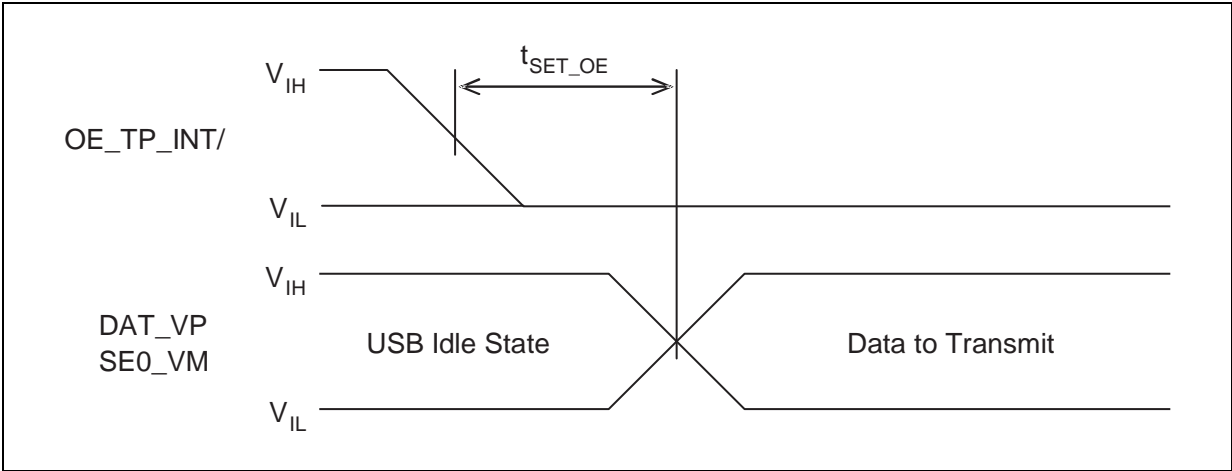 tSET_OE
VIH
OE_TP_INT/
VIL
VIH
DAT_VP
SE0_VM
USB Idle State
Data to Transmit
VIL